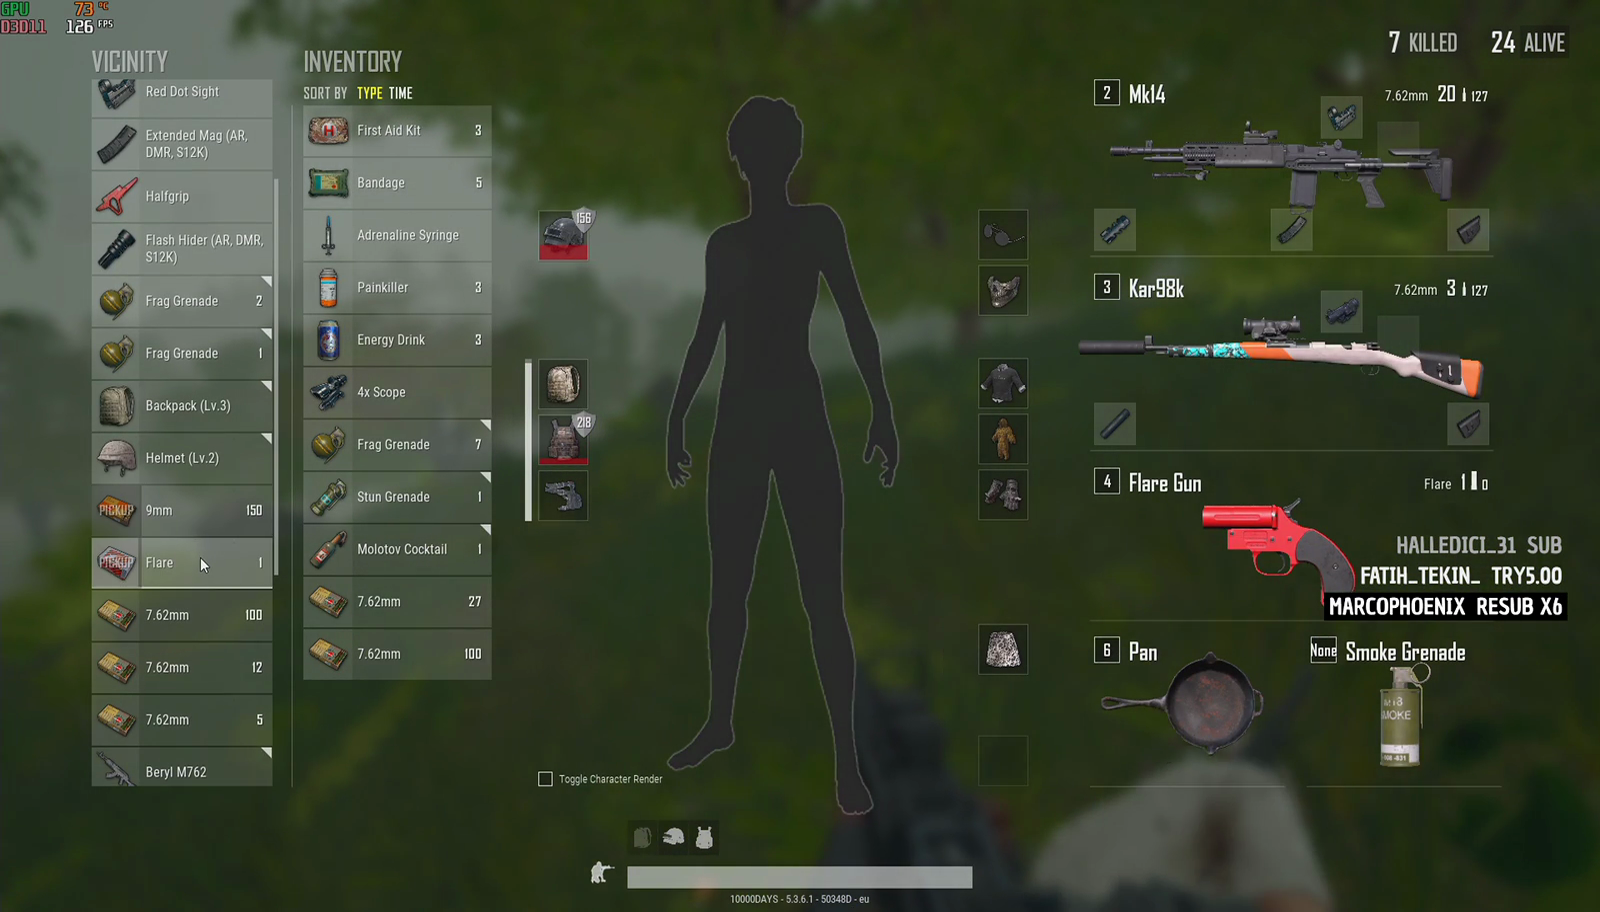 GPU 73 °C
D3D11 126 FPS
7 KILLED 24 ALIVE
VICINITY
Red Dot Sight
Extended Mag (AR,
DMR, S12K)
Halfgrip
Flash Hider (AR, DMR,
S12K)
Frag Grenade 2
Frag Grenade 1
Backpack (Lv.3)
Helmet (Lv.2)
PICKUP 9mm 150
PICKUP Flare 1
7.62mm 100
7.62mm 12
7.62mm 5
Beryl M762
INVENTORY
SORT BY TYPE TIME
First Aid Kit 3
Bandage 5
Adrenaline Syringe
Painkiller 3
Energy Drink 3
4x Scope
Frag Grenade 7
Stun Grenade 1
Molotov Cocktail 1
7.62mm 27
7.62mm 100
156
218
Toggle Character Render
2 Mk14 7.62mm 20 127
3 Kar98k 7.62mm 3 127
1
4 Flare Gun Flare 1 0
HALLEDICI_31 SUB
FATIH_TEKIN_ TRY5.00
MARCOPHOENIX RESUB X6
6 Pan
None Smoke Grenade
SMOKE
10000DAYS - 5.3.6.1 - 50348D - eu